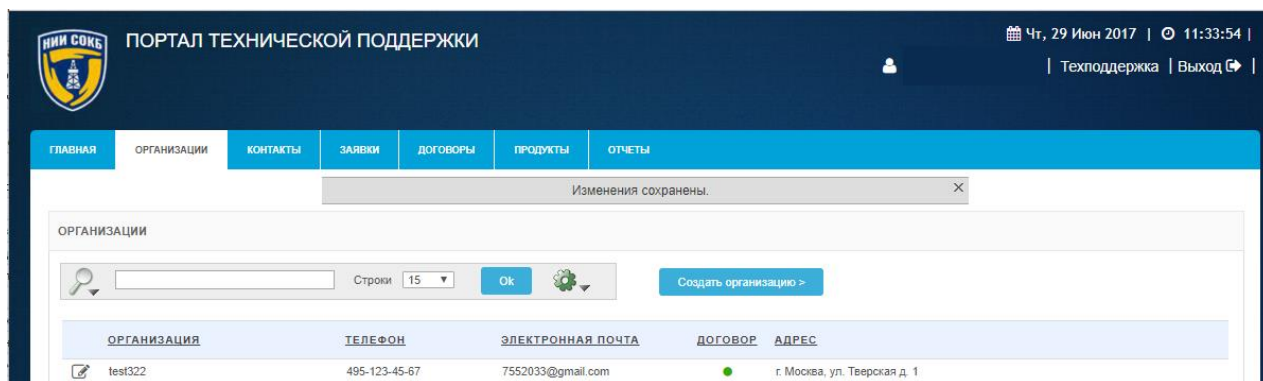 НИИ СОКБ
ПОРТАЛ ТЕХНИЧЕСКОЙ ПОДДЕРЖКИ
Чт, 29 Июн 2017 | 11:33:54 |
| Техподдержка | Выход |
ГЛАВНАЯ ОРГАНИЗАЦИИ КОНТАКТЫ ЗАЯВКИ ДОГОВОРЫ ПРОДУКТЫ ОТЧЕТЫ
Изменения сохранены.
ОРГАНИЗАЦИИ
Строки 15 Ok Создать организацию >
ОРГАНИЗАЦИЯ ТЕЛЕФОН ЭЛЕКТРОННАЯ ПОЧТА ДОГОВОР АДРЕС
test322 495-123-45-67 7552033@gmail.com г. Москва, ул. Тверская д. 1